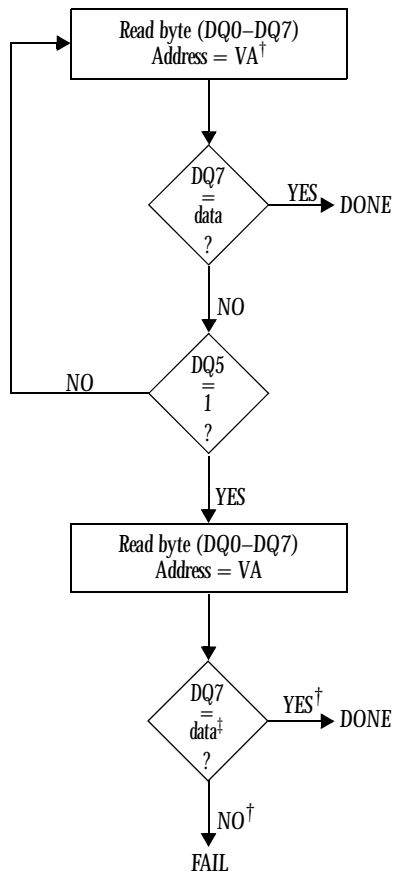 Read byte (DQ0–DQ7)
Address = VA†
DQ7
=
data
?
YES
DONE
NO
DQ5
=
1
?
NO
YES
Read byte (DQ0–DQ7)
Address = VA
DQ7
=
data‡
?
YES†
DONE
NO†
FAIL